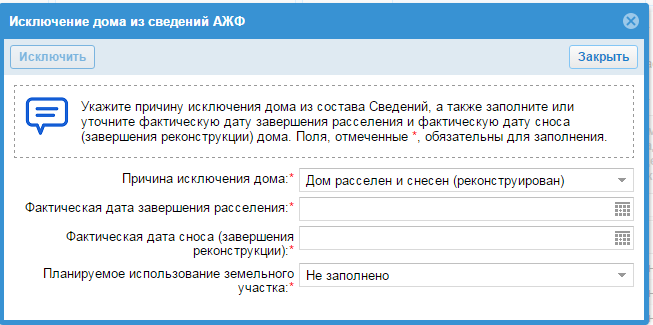 Исключение дома из сведений АЖФ
Исключить Закрыть
Укажите причину исключения дома из состава Сведений, а также заполните или
уточните фактическую дату завершения расселения и фактическую дату сноса
(завершения реконструкции) дома. Поля, отмеченные *, обязательны для заполнения.
Причина исключения дома:* Дом расселен и снесен (реконструирован)
Фактическая дата завершения расселения:*
Фактическая дата сноса (завершения
реконструкции):*
Планируемое использование земельного
участка:* Не заполнено